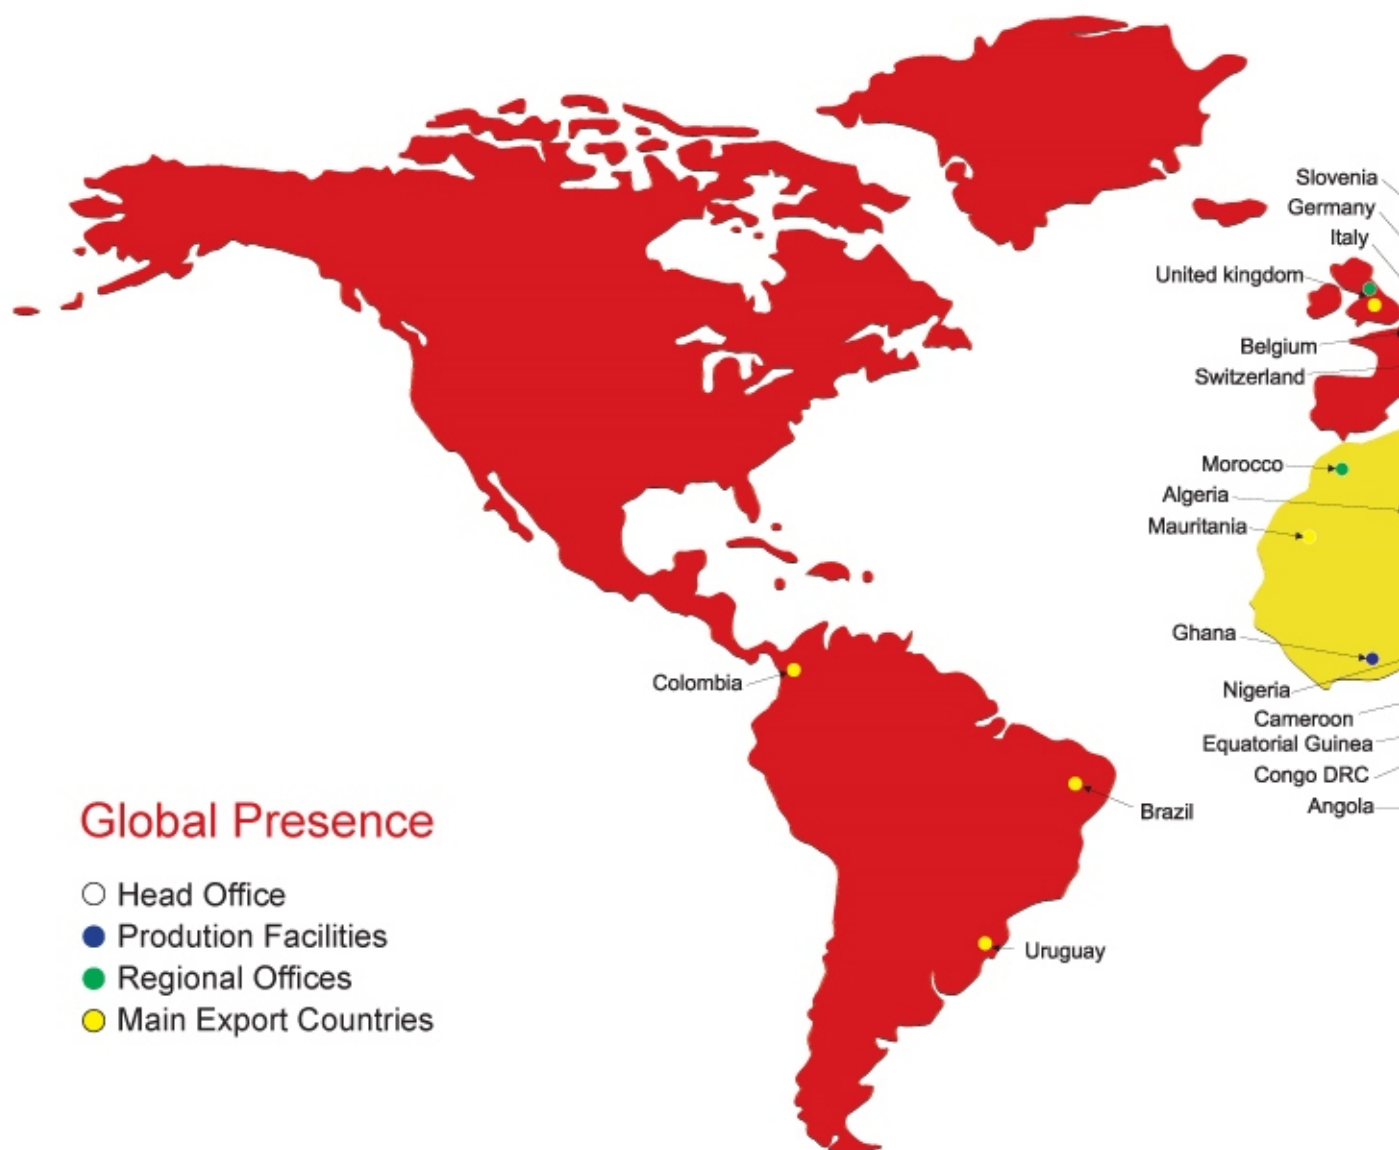 Slovenia
Germany
Italy
United kingdom
Belgium
Switzerland
Morocco
Algeria
Mauritania
Ghana
Colombia
Nigeria
Cameroon
Equatorial Guinea
Congo DRC
Angola
Brazil
Uruguay
Global Presence
Head Office
Prodution Facilities
Regional Offices
Main Export Countries